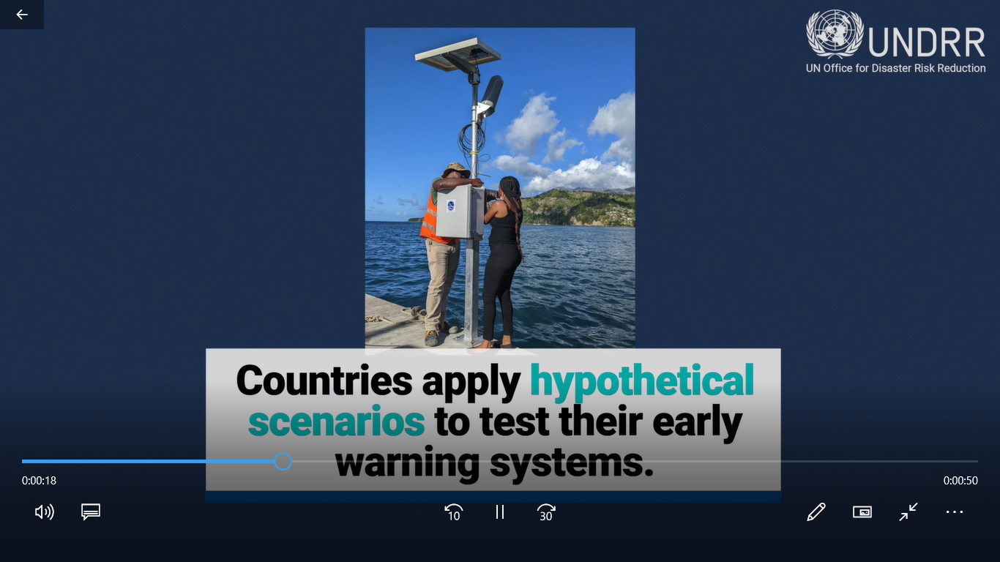 UNDRR
UN Office for Disaster Risk Reduction
Countries apply hypothetical
scenarios to test their early
warning systems.
0:00:18
0:00:50
10
30